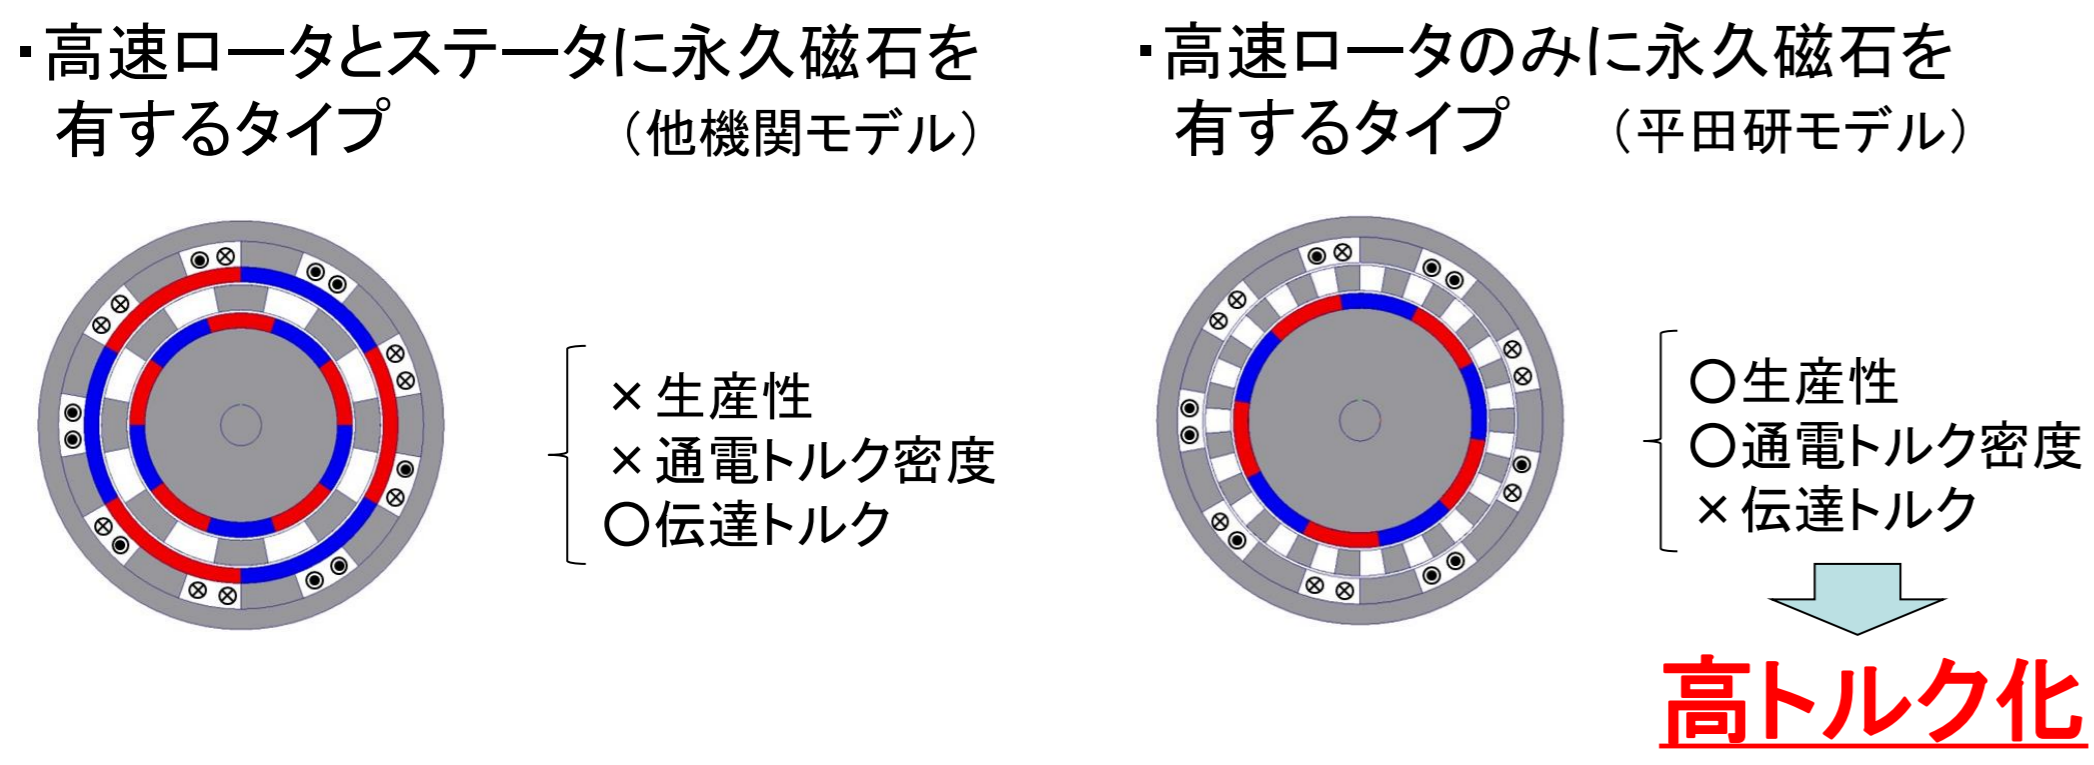 ・高速ロータとステータに永久磁石を
有するタイプ （他機関モデル）
×生産性
×通電トルク密度
〇伝達トルク
・高速ロータのみに永久磁石を
有するタイプ （平田研モデル）
〇生産性
〇通電トルク密度
×伝達トルク
高トルク化